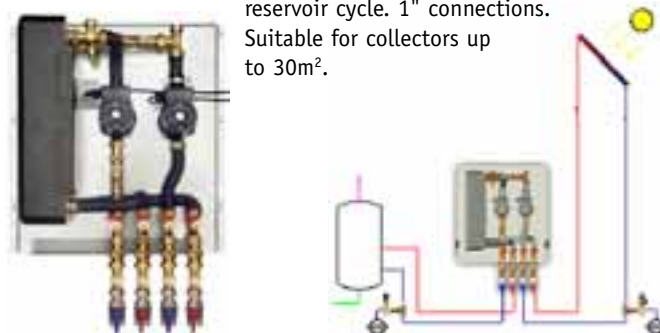 reservoir cycle. 1" connections.
Suitable for collectors up
to 30m².